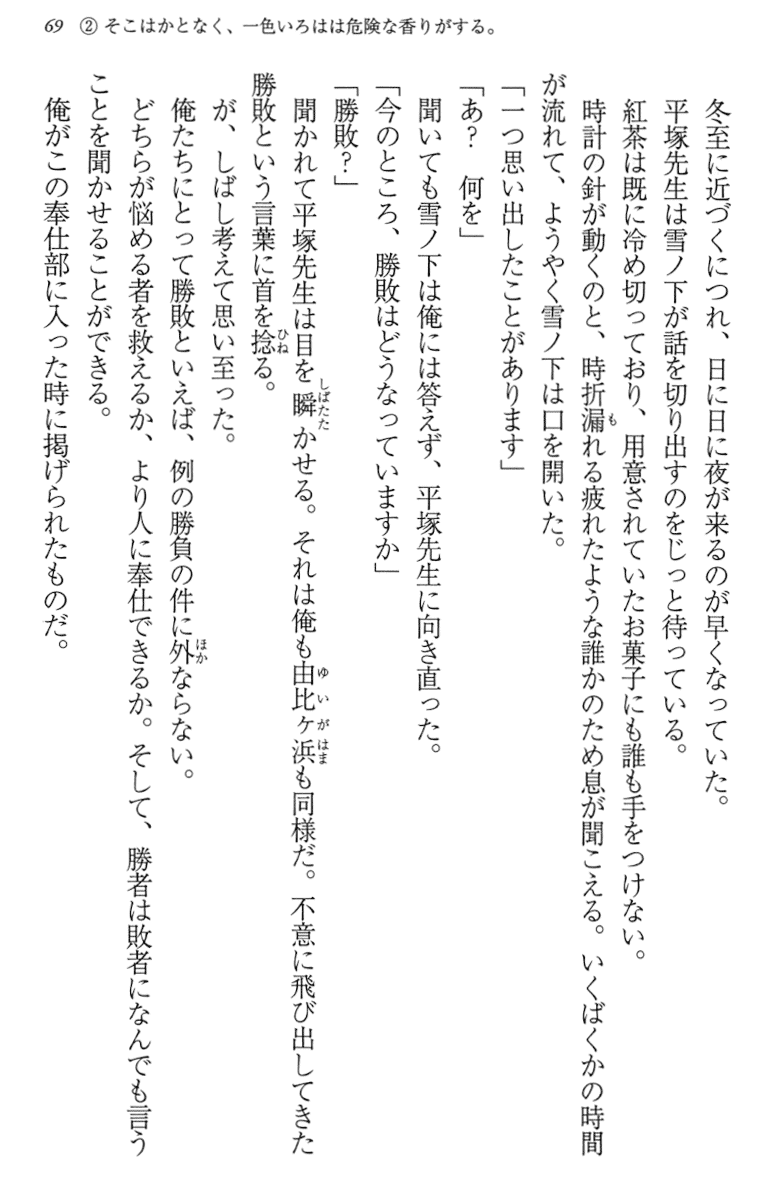 69 ② そこはかとなく、一色いろはは危険な香りがする。
冬至に近づくにつれ、日に日に夜が来るのが早くなっていた。
平塚先生は雪ノ下が話を切り出すのをじっと待っている。
紅茶は既に冷め切っており、用意されていたお菓子にも誰も手をつけない。
時計の針が動くのと、時折漏れる疲れたような誰かのため息が聞こえる。いくばくかの時間
が流れて、ようやく雪ノ下は口を開いた。
「一つ思い出したことがあります」
「あ?　何を」
聞いても雪ノ下は俺には答えず、平塚先生に向き直った。
「今のところ、勝敗はどうなっていますか」
「勝敗?」
聞かれて平塚先生は目を瞬かせる。それは俺も由比ヶ浜も同様だ。不意に飛び出してきた
勝敗という言葉に首を捻る。
が、しばし考えて思い至った。
俺たちにとって勝敗といえば、例の勝負の件に外ならない。
どちらが悩める者を救えるか、より人に奉仕できるか。そして、勝者は敗者になんでも言う
ことを聞かせることができる。
俺がこの奉仕部に入った時に掲げられたものだ。